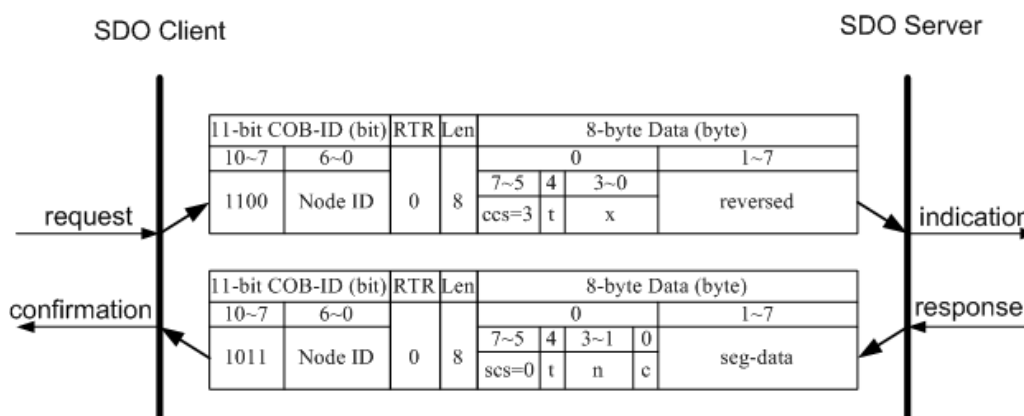 SDO Client
SDO Server
11-bit COB-ID (bit) RTR Len 8-byte Data (byte)
10~7 6~0 0 1~7
7~5 4 3~0
1100 Node ID 0 8 reversed
ccs=3 t x
request
indication
11-bit COB-ID (bit) RTR Len 8-byte Data (byte)
10~7 6~0 0 1~7
confirmation
response
7~5 4 3~1 0
1011 Node ID 0 8 seg-data
scs=0 t n c